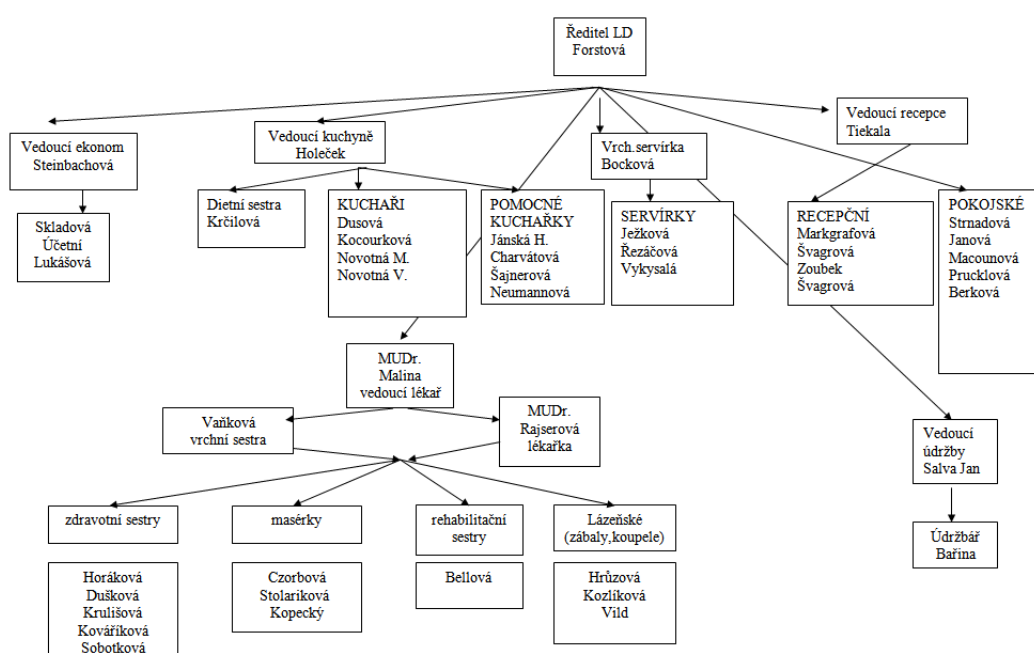 Ředitel LD
Forstová
Vedoucí ekonom
Steinbachová
Vedoucí kuchyně
Holeček
Vrch.servírka
Bocková
Vedoucí recepce
Tiekala
Skladová
Účetní
Lukášová
Dietní sestra
Krčilová
KUCHAŘI
Dusová
Kocourková
Novotná M.
Novotná V.
POMOCNÉ
KUCHAŘKY
Jánská H.
Charvátová
Šajnerová
Neumannová
SERVÍRKY
Ježková
Řezáčová
Vykysalá
RECEPČNÍ
Markgrafová
Švagrová
Zoubek
Švagrová
POKOJSKÉ
Strnadová
Janová
Macounová
Prucklová
Berková
MUDr.
Malina
vedoucí lékař
Vaňková
vrchní sestra
MUDr.
Rajserová
lékařka
Vedoucí
údržby
Salva Jan
Údržbář
Bařina
zdravotní sestry
masérky
rehabilitační
sestry
Lázeňské
(zábaly,koupele)
Horáková
Dušková
Krulišová
Kováříková
Sobotková
Czorbová
Stolariková
Kopecký
Bellová
Hrůzová
Kozlíková
Vild